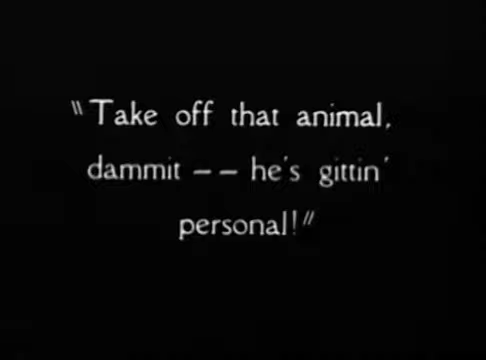 "Take off that animal,
dammit -- he's gittin'
personal!"